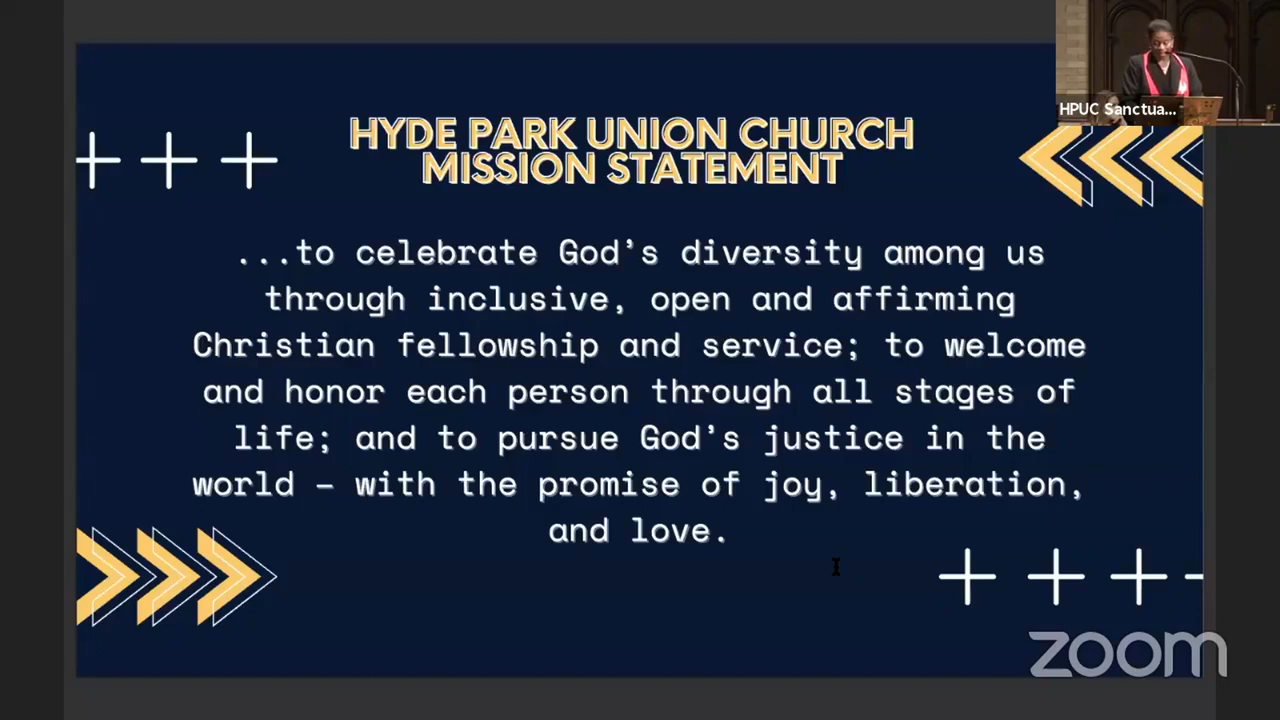 HPUC Sanctua...
HYDE PARK UNION CHURCH
MISSION STATEMENT
...to celebrate God’s diversity among us
through inclusive, open and affirming
Christian fellowship and service; to welcome
and honor each person through all stages of
life; and to pursue God’s justice in the
world – with the promise of joy, liberation,
and love.
zoom